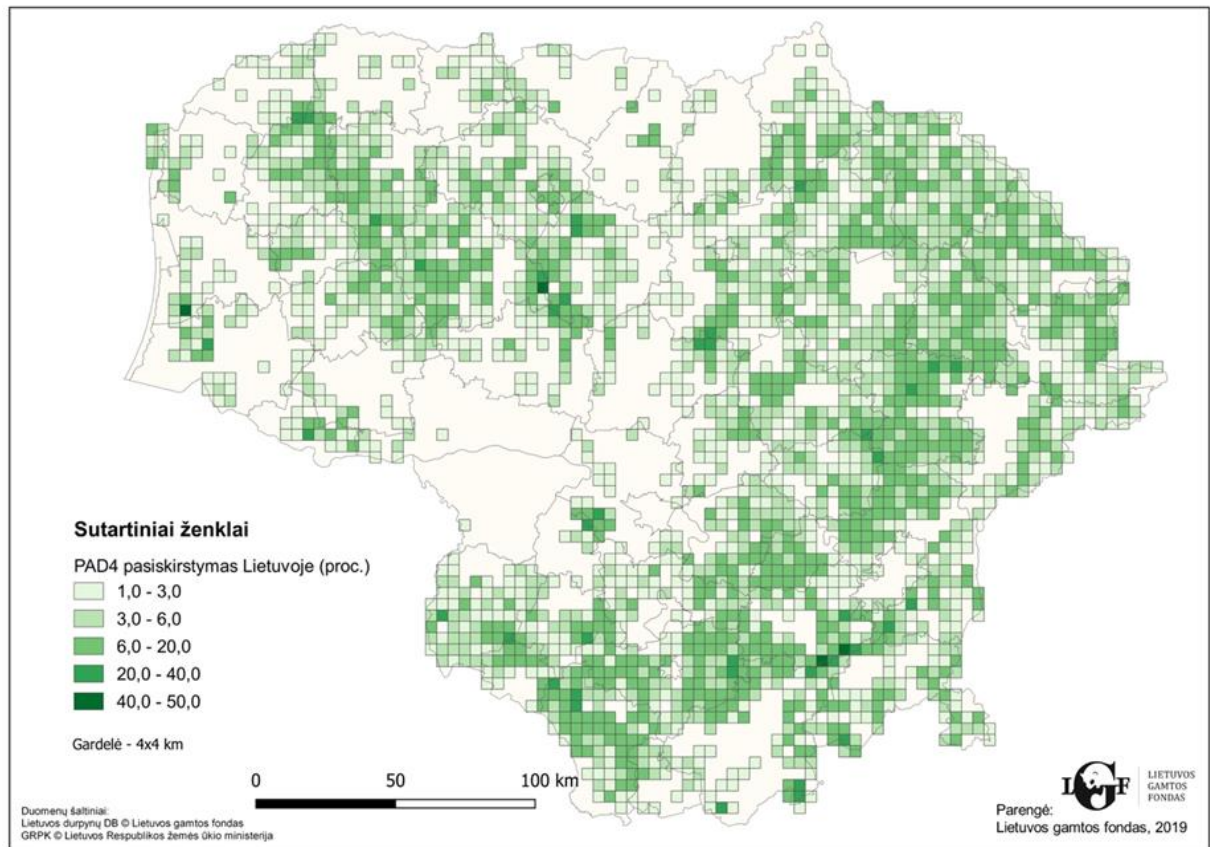 Sutartiniai ženklai
PAD4 pasiskirstymas Lietuvoje (proc.)
1,0 - 3,0
3,0 - 6,0
6,0 - 20,0
20,0 - 40,0
40,0 - 50,0
Gardelė - 4x4 km
0 50 100 km
Duomenų šaltiniai:
Lietuvos durpynų DB © Lietuvos gamtos fondas
GRPK © Lietuvos Respublikos žemės ūkio ministerija
LGF
LIETUVOS
GAMTOS
FONDAS
Parengė:
Lietuvos gamtos fondas, 2019